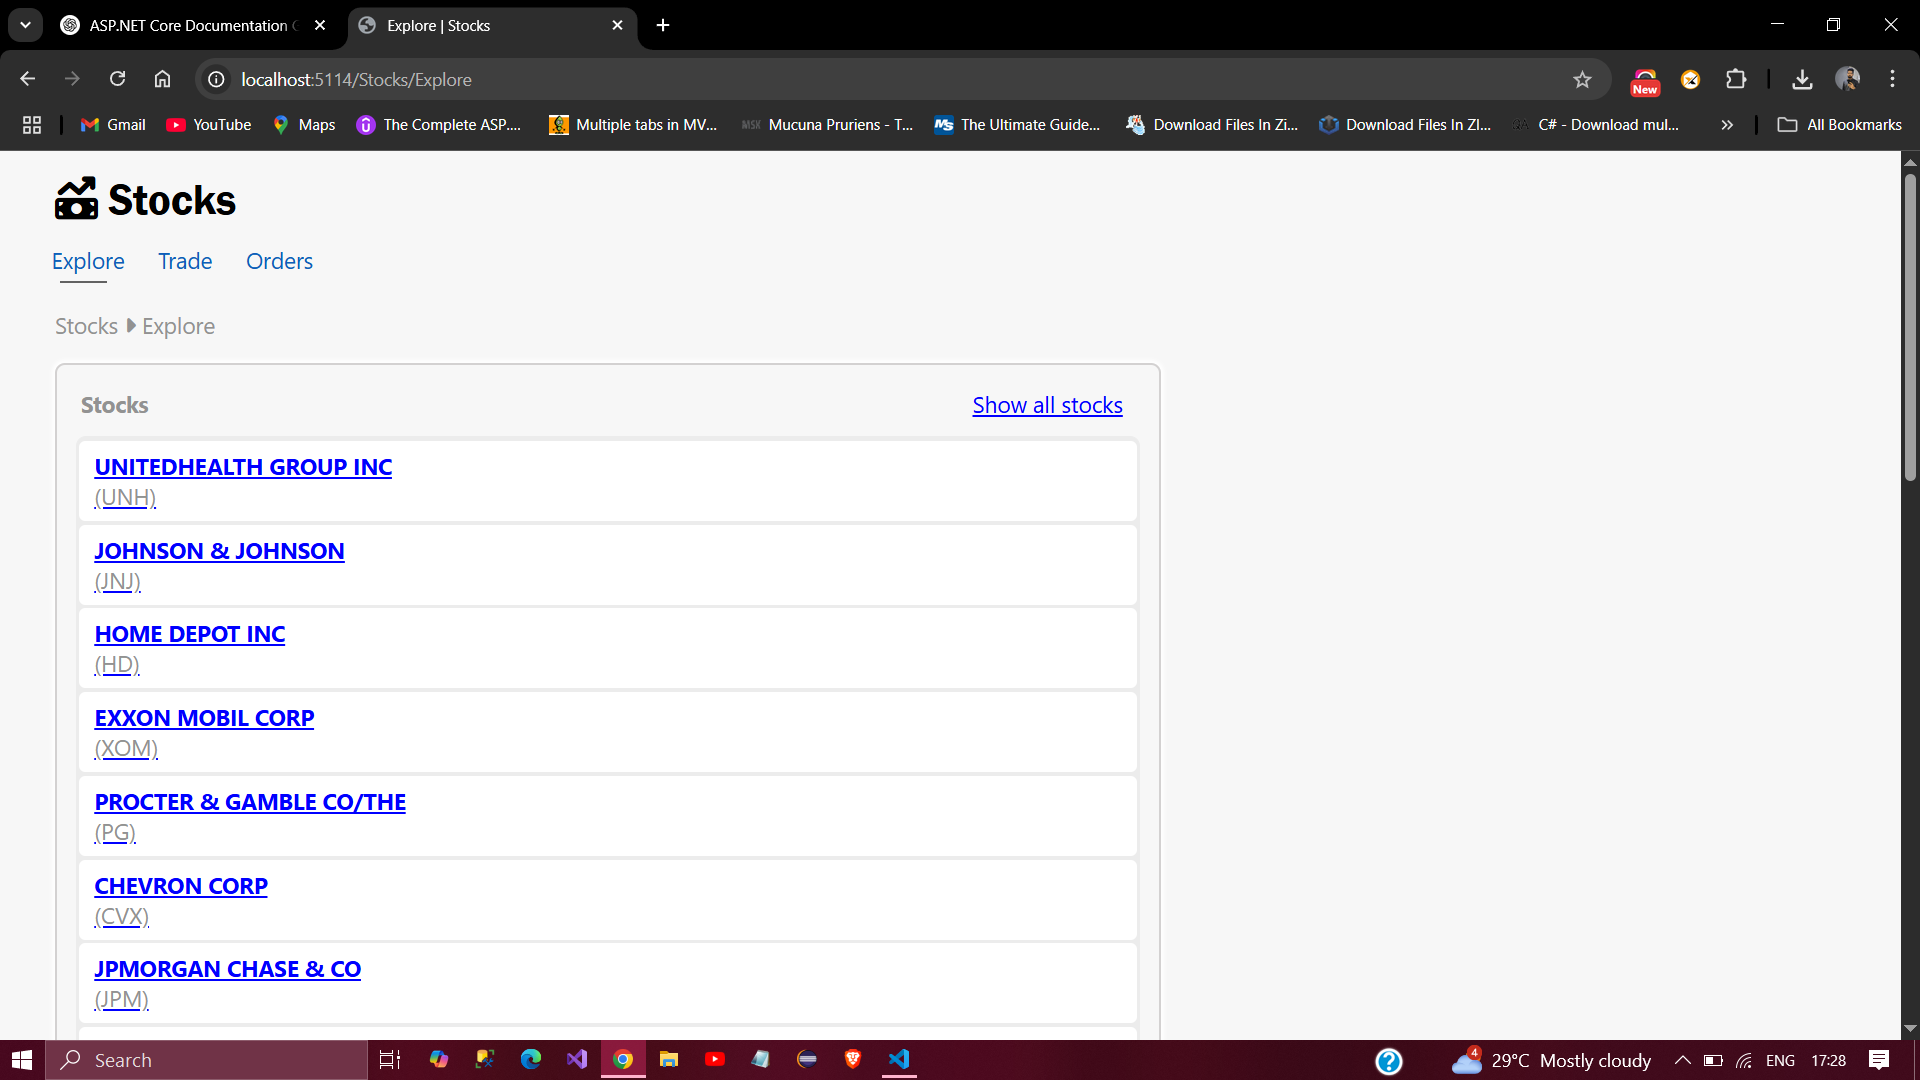 ASP.NET Core Documentation
Explore | Stocks
localhost:5114/Stocks/Explore
New
Gmail
YouTube
Maps
The Complete ASP....
Multiple tabs in MV...
Mucuna Pruriens - T...
The Ultimate Guide...
Download Files In Zi...
Download Files In ZI...
C# - Download mul...
All Bookmarks
Stocks
Explore Trade Orders
Stocks Explore
Stocks
Show all stocks
UNITEDHEALTH GROUP INC
(UNH)
JOHNSON & JOHNSON
(JNJ)
HOME DEPOT INC
(HD)
EXXON MOBIL CORP
(XOM)
PROCTER & GAMBLE CO/THE
(PG)
CHEVRON CORP
(CVX)
JPMORGAN CHASE & CO
(JPM)
Search
4
29°C Mostly cloudy
ENG
17:28